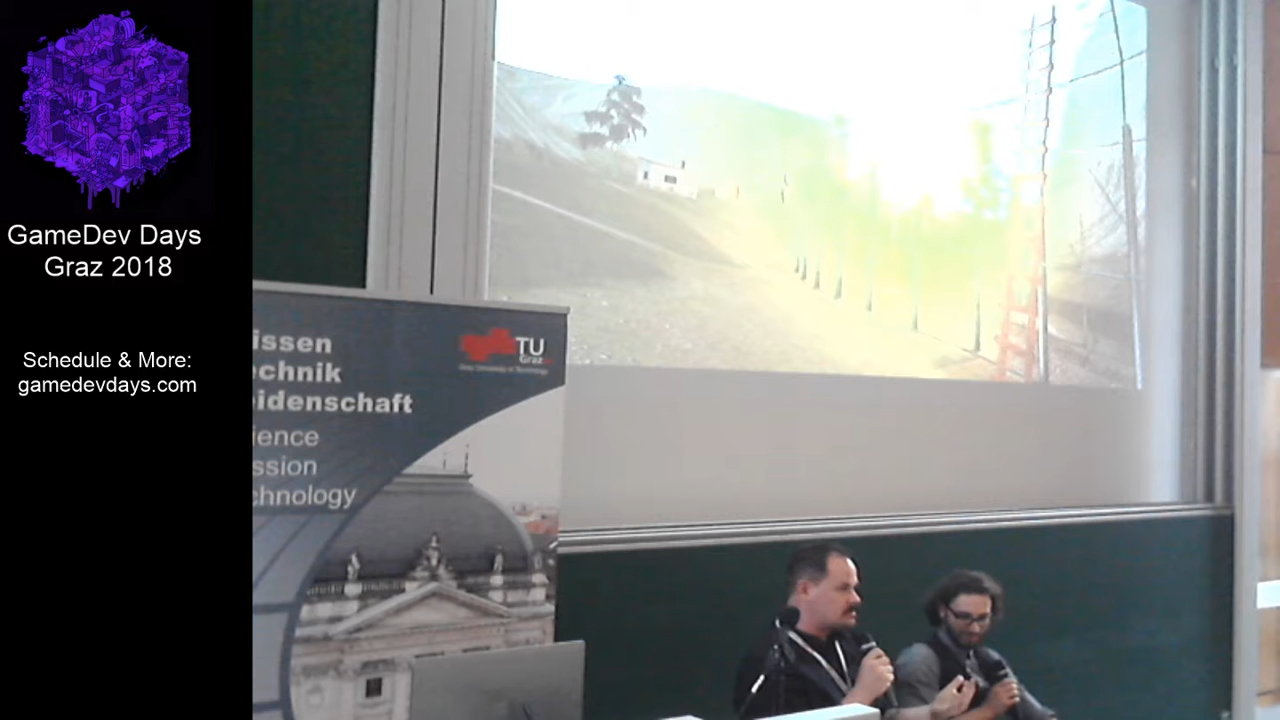 GameDev Days
Graz 2018
Schedule & More:
gamedevdays.com
issen
echnik
eidenschaft
ience
ssion
chnology
TU
Graz